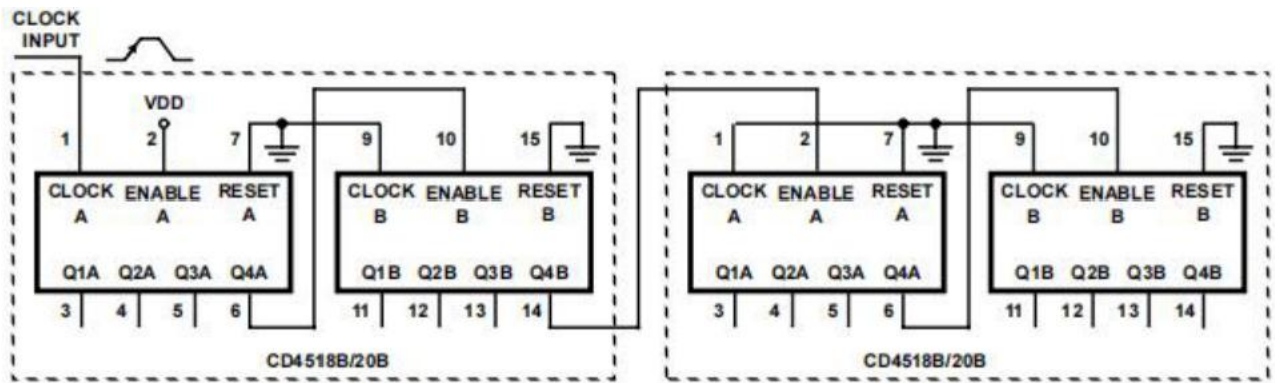 CLOCK
INPUT
VDD
1 2 7 9 10 15 1 2 7 9 10 15
CLOCK ENABLE RESET CLOCK ENABLE RESET CLOCK ENABLE RESET CLOCK ENABLE RESET
A A A B B B A A A B B B
Q1A Q2A Q3A Q4A Q1B Q2B Q3B Q4B Q1A Q2A Q3A Q4A Q1B Q2B Q3B Q4B
3 4 5 6 11 12 13 14 3 4 5 6 11 12 13 14
CD4518B/20B CD4518B/20B